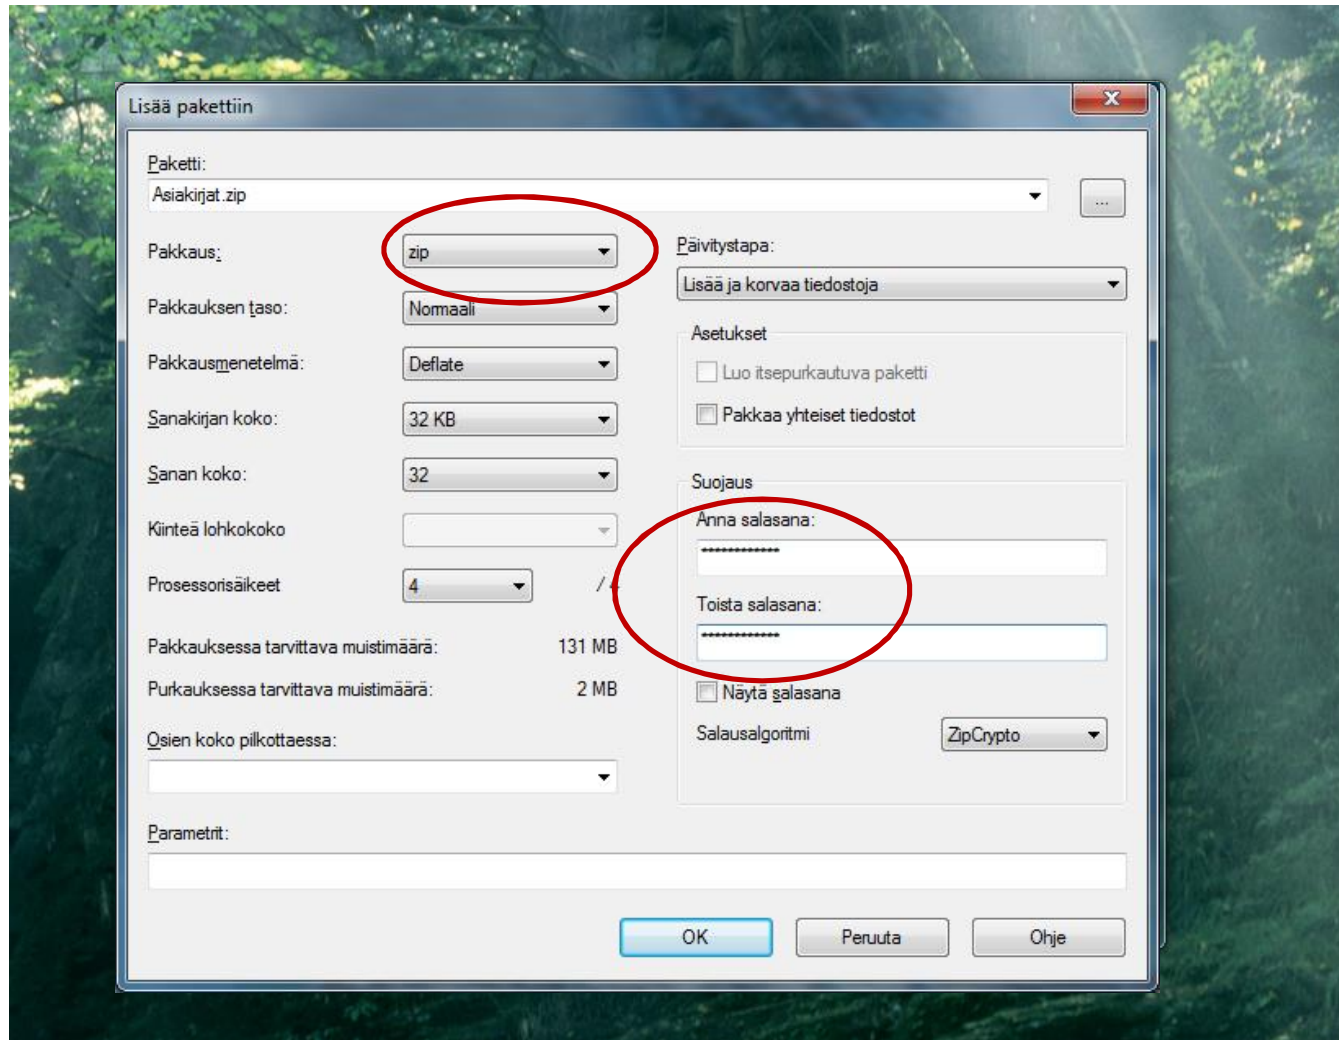 Lisää pakettiin
Paketti:
Asiakirjat.zip
...
Pakkaus:
zip
Pakkauksen taso:
Normaali
Pakkausmenetelmä:
Deflate
Sanakirjan koko:
32 KB
Sanan koko:
32
Kiinteä lohkokoko
Prosessorisäikeet
4
/ 4
Pakkauksessa tarvittava muistimäärä:
131 MB
Purkauksessa tarvittava muistimäärä:
2 MB
Osien koko pilkottaessa:
Päivitystapa:
Lisää ja korvaa tiedostoja
Asetukset
Luo itsepurkautuva paketti
Pakkaa yhteiset tiedostot
Suojaus
Anna salasana:
************
Toista salasana:
************
Näytä salasana
Salausalgoritmi
ZipCrypto
Parametrit:
OK
Peruuta
Ohje